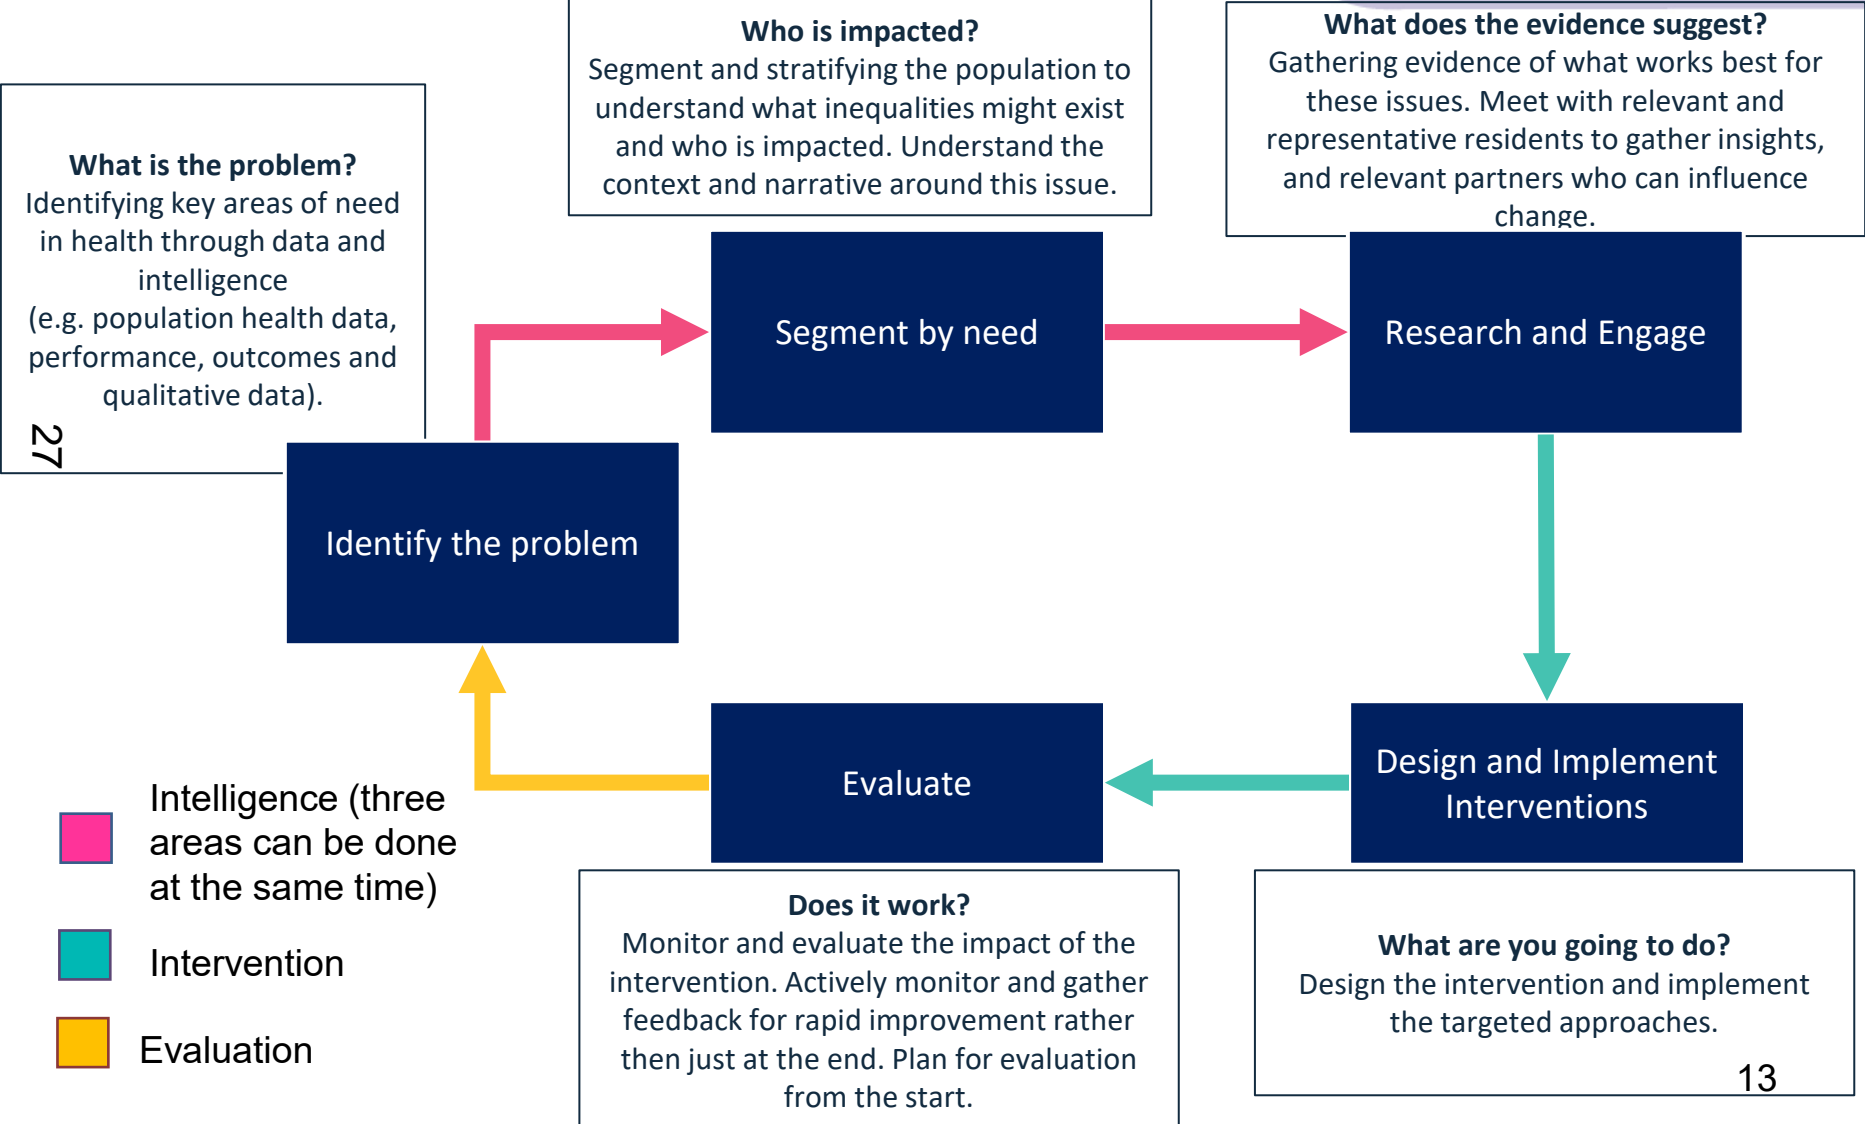 What is the problem?
Identifying key areas of need
in health through data and
intelligence
(e.g. population health data,
performance, outcomes and
qualitative data).
27
Who is impacted?
Segment and stratifying the population to
understand what inequalities might exist
and who is impacted. Understand the
context and narrative around this issue.
What does the evidence suggest?
Gathering evidence of what works best for
these issues. Meet with relevant and
representative residents to gather insights,
and relevant partners who can influence
change.
Identify the problem
Segment by need
Research and Engage
Design and Implement
Interventions
Evaluate
Does it work?
Monitor and evaluate the impact of the
intervention. Actively monitor and gather
feedback for rapid improvement rather
then just at the end. Plan for evaluation
from the start.
What are you going to do?
Design the intervention and implement
the targeted approaches.
13
Intelligence (three
areas can be done
at the same time)
Intervention
Evaluation